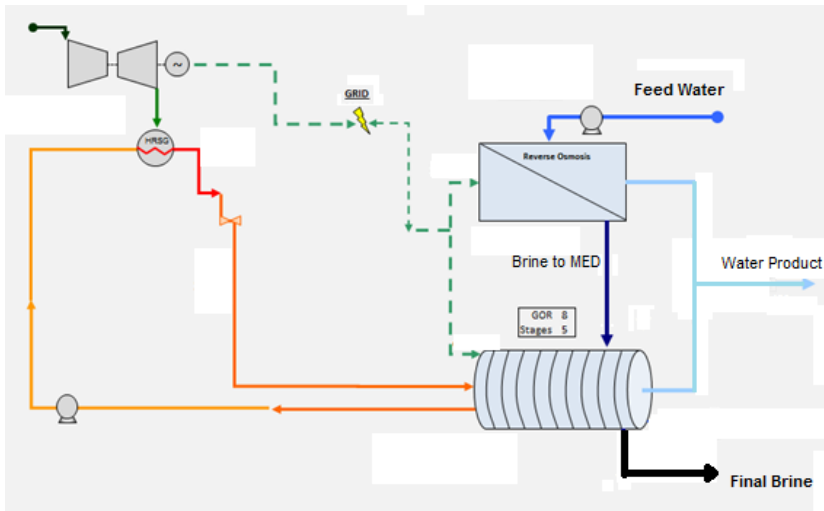 GRID
Feed Water
HRSG
Reverse Osmosis
Brine to MED
Water Product
GOR 8
Stages 5
Final Brine
~